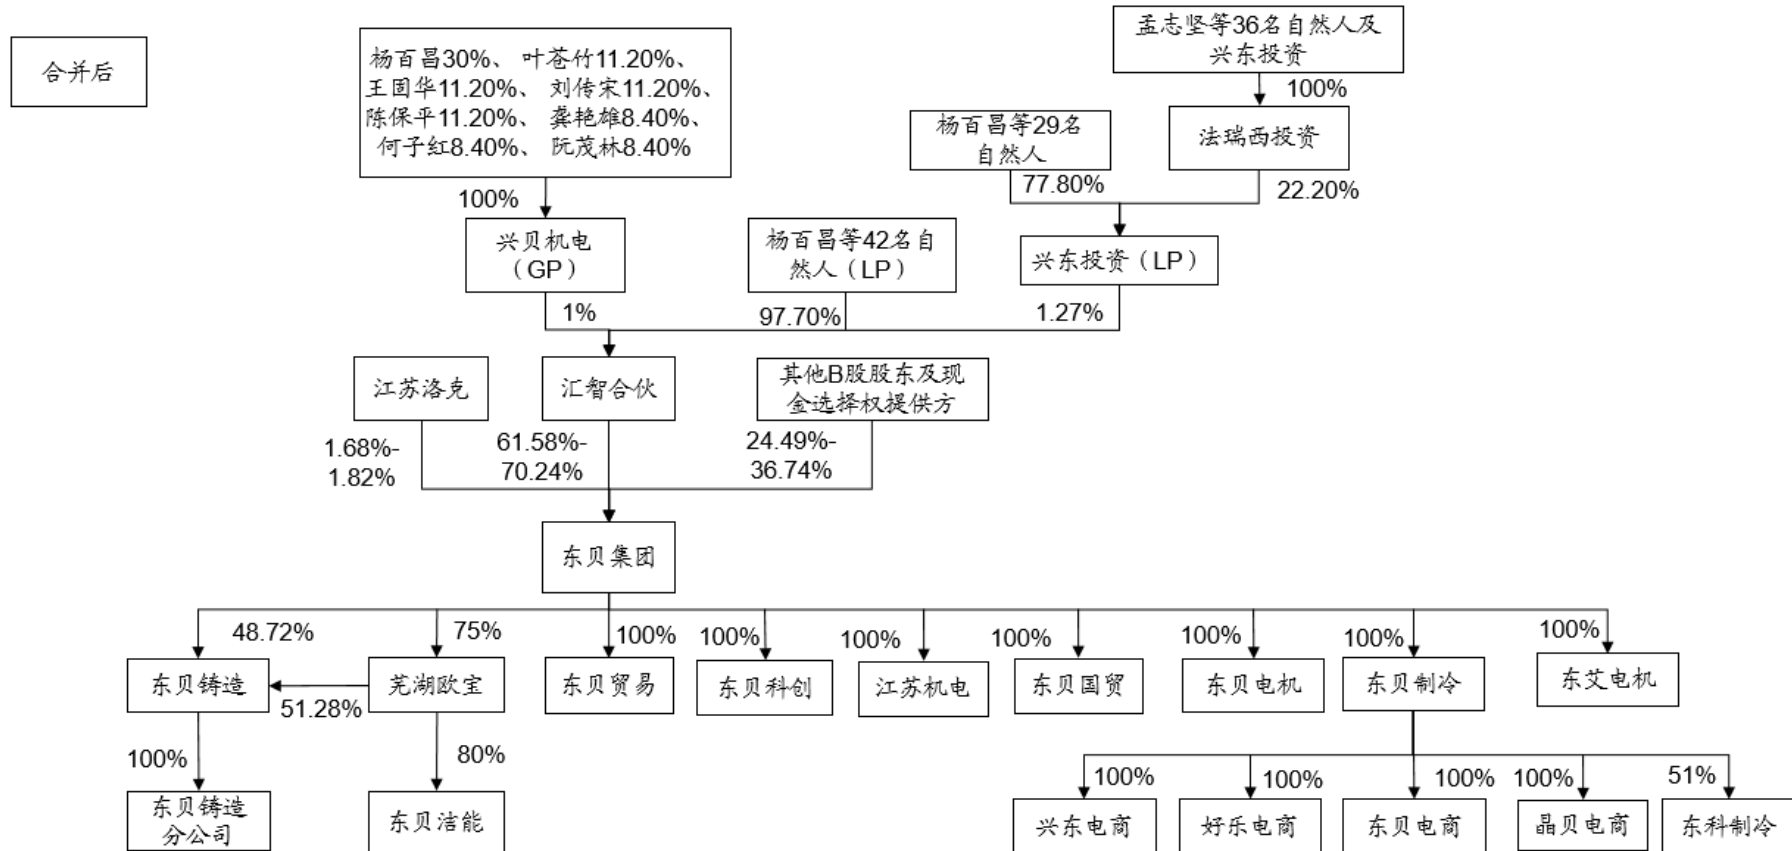 合并后
杨百昌30%、 叶苍竹11.20%、
王国华11.20%、 刘传宋11.20%、
陈保平11.20%、 龚艳雄8.40%、
何子红8.40%、 阮茂林8.40%
孟志坚等36名自然人及
兴东投资
100%
杨百昌等29名
自然人
法瑞西投资
77.80%
22.20%
100%
兴贝机电
（GP）
杨百昌等42名自
然人（LP）
兴东投资（LP）
1%
97.70%
1.27%
江苏洛克
汇智合伙
其他B股股东及现
金选择权提供方
1.68%-
1.82%
61.58%-
70.24%
24.49%-
36.74%
东贝集团
48.72%
75%
100%
100%
100%
100%
100%
100%
100%
东贝铸造
芜湖欧宝
东贝贸易
东贝科创
江苏机电
东贝国贸
东贝电机
东贝制冷
东艾电机
51.28%
100%
80%
100%
100%
100%
100%
51%
东贝铸造
分公司
东贝洁能
兴东电商
好乐电商
东贝电商
晶贝电商
东科制冷